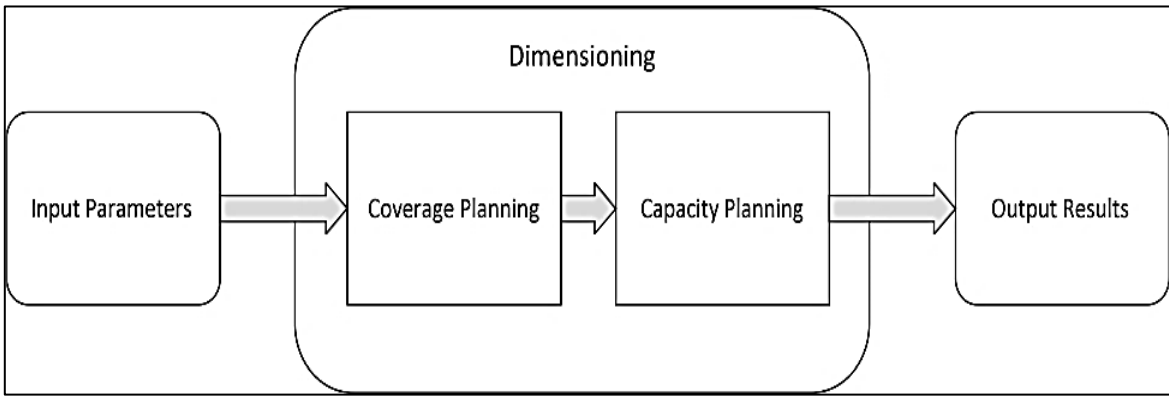 Dimensioning
Input Parameters
Coverage Planning
Capacity Planning
Output Results